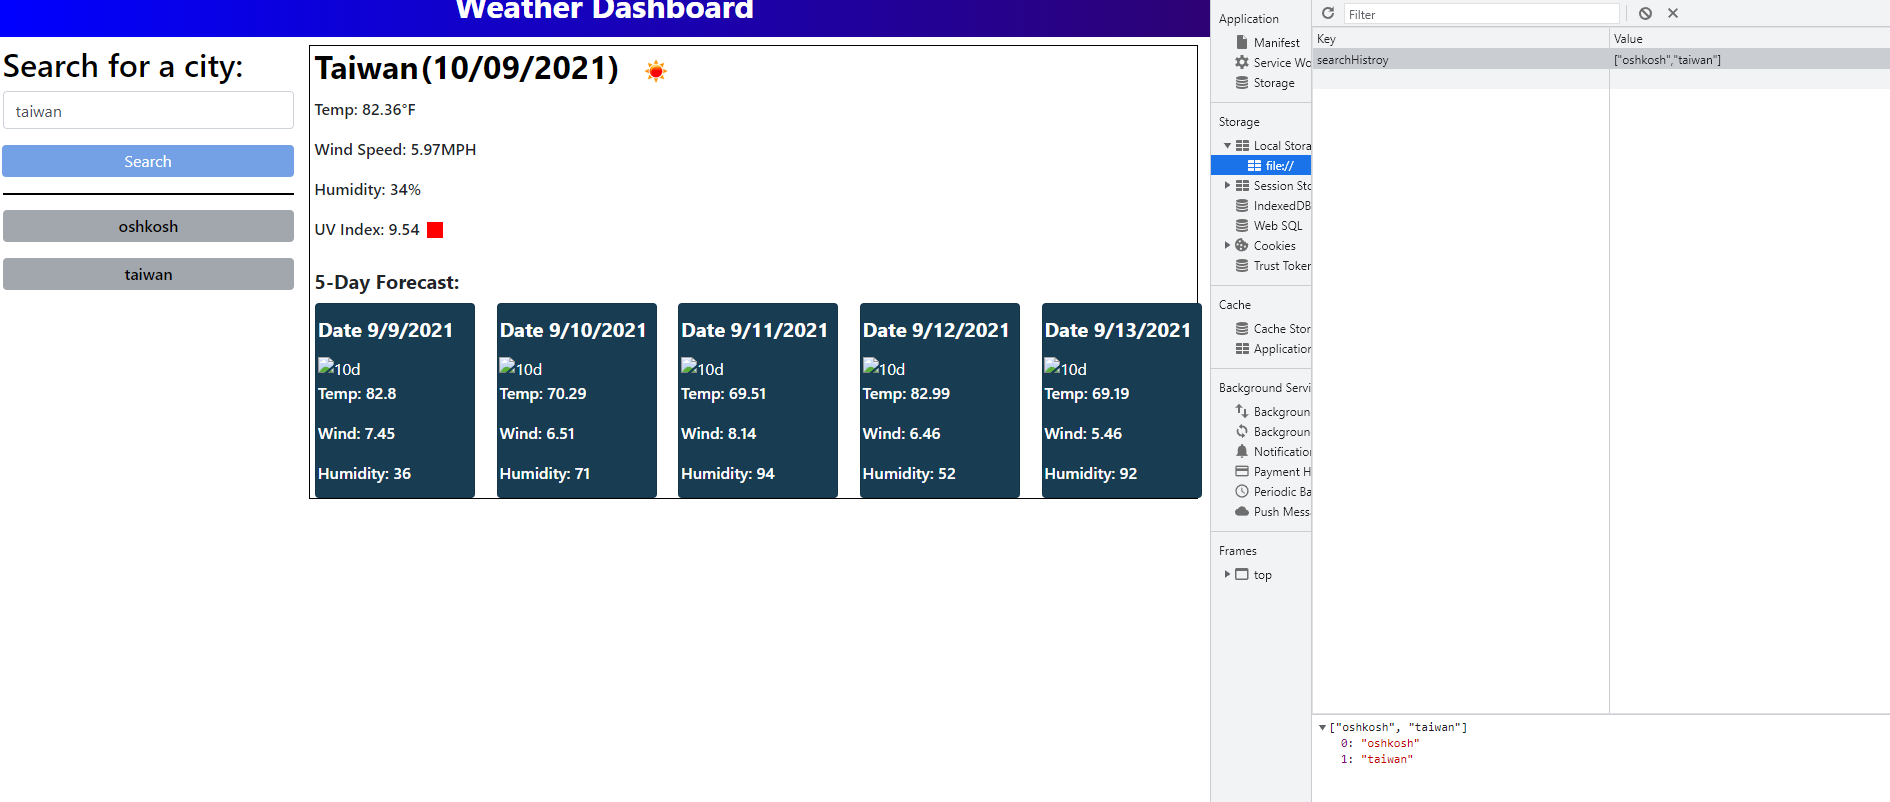 Weather Dashboard
Search for a city:
taiwan
Search
oshkosh
taiwan
Taiwan(10/09/2021)
Temp: 82.36°F
Wind Speed: 5.97MPH
Humidity: 34%
UV Index: 9.54
5-Day Forecast:
Date 9/9/2021
10d
Temp: 82.8
Wind: 7.45
Humidity: 36
Date 9/10/2021
10d
Temp: 70.29
Wind: 6.51
Humidity: 71
Date 9/11/2021
10d
Temp: 69.51
Wind: 8.14
Humidity: 94
Date 9/12/2021
10d
Temp: 82.99
Wind: 6.46
Humidity: 52
Date 9/13/2021
10d
Temp: 69.19
Wind: 5.46
Humidity: 92
Application
Manifest
Service Wo
Storage
Storage
Local Stora
file://
Session Sto
IndexedDB
Web SQL
Cookies
Trust Token
Cache
Cache Stor
Application
Background Servi
Background
Background
Notification
Payment H
Periodic Ba
Push Mess
Frames
top
Filter
Key Value
searchHistroy ["oshkosh","taiwan"]
["oshkosh", "taiwan"]
0: "oshkosh"
1: "taiwan"